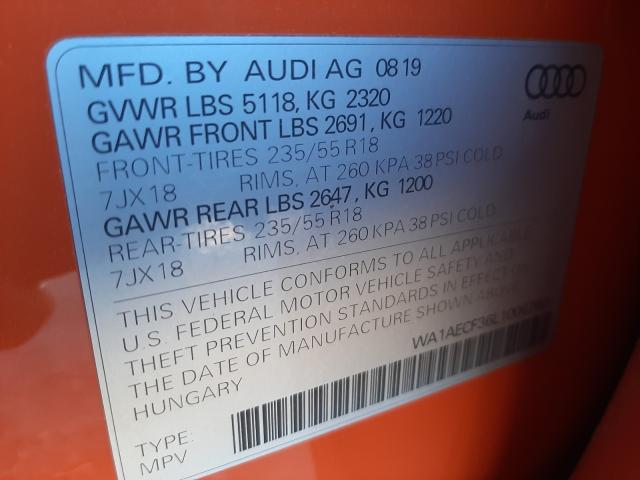 MFD. BY AUDI AG 0819
GVWR LBS 5118, KG 2320
GAWR FRONT LBS 2691, KG 1220
FRONT-TIRES 235/55 R18
7JX18 RIMS, AT 260 KPA 38 PSI COLD
GAWR REAR LBS 2647, KG 1200
REAR-TIRES 235/55 R18
7JX18 RIMS, AT 260 KPA 38 PSI COLD
Audi
THIS VEHICLE CONFORMS TO ALL APPLICABLE
U.S. FEDERAL MOTOR VEHICLE SAFETY AND
THEFT PREVENTION STANDARDS IN EFFECT ON
THE DATE OF MANUFACTURE SHOWN ABOVE
HUNGARY
TYPE:
MPV